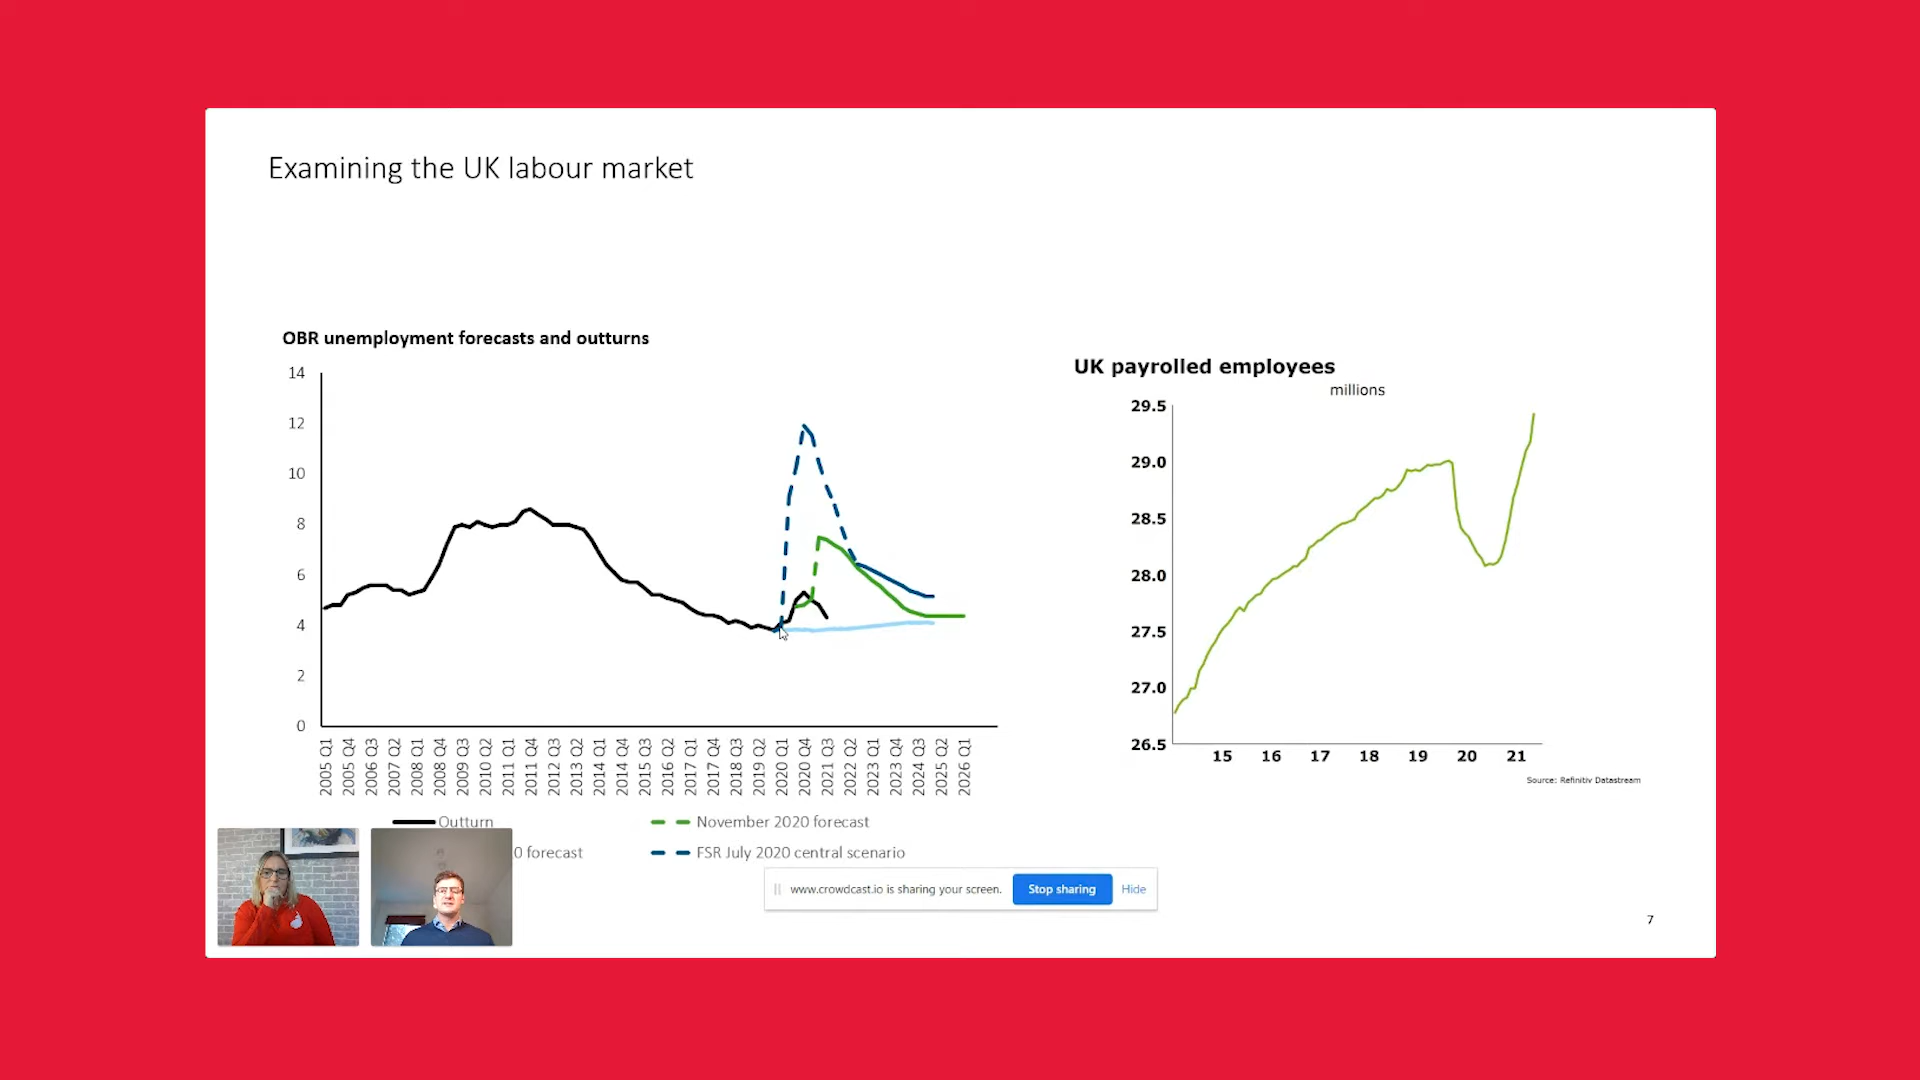 Examining the UK labour market
OBR unemployment forecasts and outturns
14
12
10
8
6
4
2
0
2005 Q1
2005 Q4
2006 Q3
2007 Q2
2008 Q1
2008 Q4
2009 Q3
2010 Q2
2011 Q1
2011 Q4
2012 Q3
2013 Q2
2014 Q1
2014 Q4
2015 Q3
2016 Q2
2017 Q1
2017 Q4
2018 Q3
2019 Q2
2020 Q1
2020 Q4
2021 Q3
2022 Q2
2023 Q1
2023 Q4
2024 Q3
2025 Q2
2026 Q1
Outturn
November 2020 forecast
0 forecast
FSR July 2020 central scenario
UK payrolled employees
millions
29.5
29.0
28.5
28.0
27.5
27.0
26.5
15 16 17 18 19 20 21
Source: Refinitiv Datastream
www.crowdcast.io is sharing your screen.
Stop sharing
Hide
7